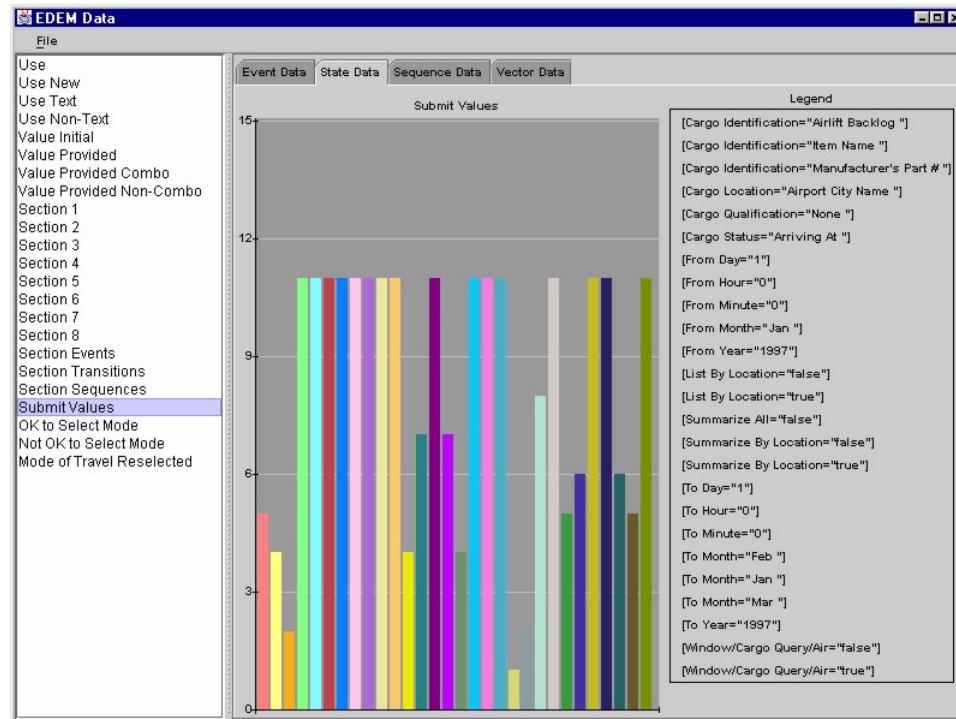 EDEM Data
File
Use
Use New
Use Text
Use Non-Text
Value Initial
Value Provided
Value Provided Combo
Value Provided Non-Combo
Section 1
Section 2
Section 3
Section 4
Section 5
Section 6
Section 7
Section 8
Section Events
Section Transitions
Section Sequences
Submit Values
OK to Select Mode
Not OK to Select Mode
Mode of Travel Reselected
Event Data State Data Sequence Data Vector Data
Submit Values
15
12
9
6
3
0
Legend
[Cargo Identification="Airlift Backlog "]
[Cargo Identification="Item Name "]
[Cargo Identification="Manufacturer's Part # "]
[Cargo Location="Airport City Name "]
[Cargo Qualification="None "]
[Cargo Status="Arriving At "]
[From Day="1"]
[From Hour="0"]
[From Minute="0"]
[From Month="Jan "]
[From Year="1997"]
[List By Location="false"]
[List By Location="true"]
[Summarize All="false"]
[Summarize By Location="false"]
[Summarize By Location="true"]
[To Day="1"]
[To Hour="0"]
[To Minute="0"]
[To Month="Feb "]
[To Month="Jan "]
[To Month="Mar "]
[To Year="1997"]
[Window/Cargo Query/Air="false"]
[Window/Cargo Query/Air="true"]